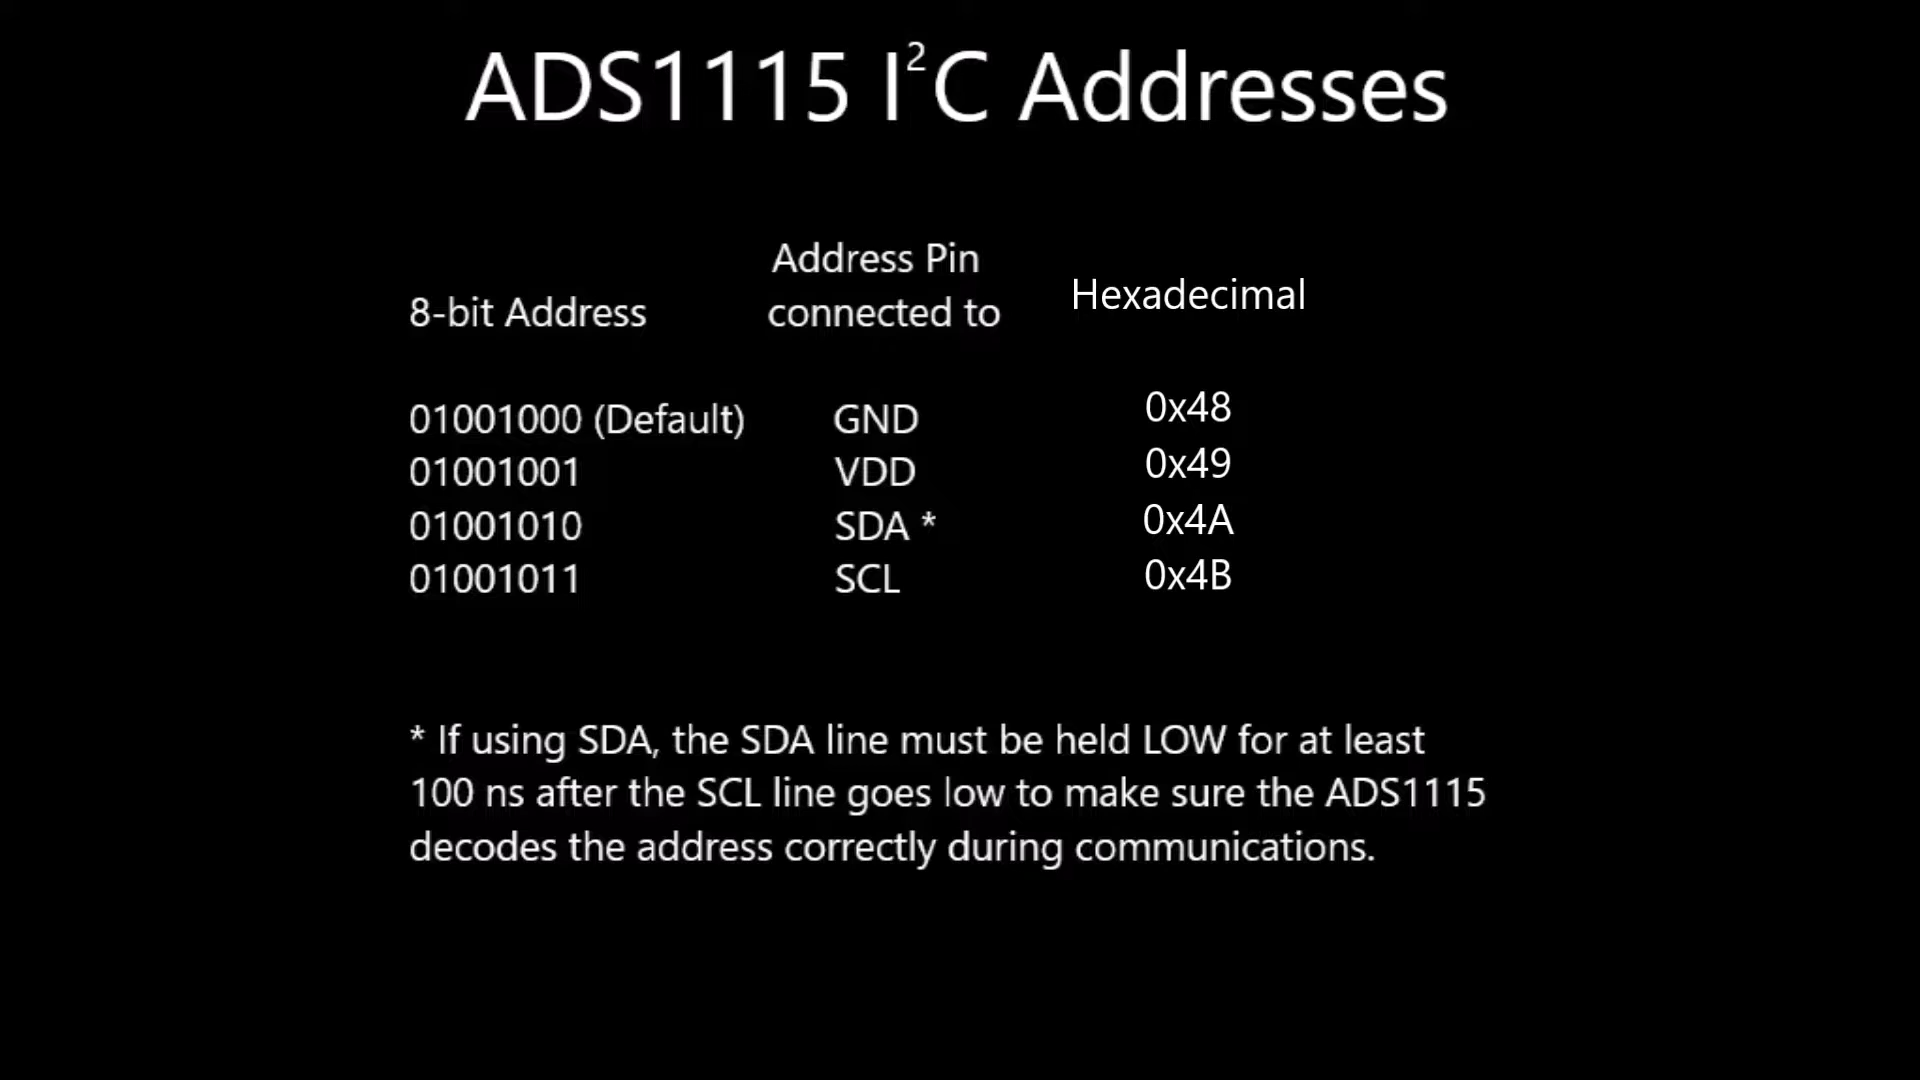 ADS1115 I²C Addresses
8-bit Address Address Pin connected to Hexadecimal
01001000 (Default) GND 0x48
01001001 VDD 0x49
01001010 SDA * 0x4A
01001011 SCL 0x4B
* If using SDA, the SDA line must be held LOW for at least
100 ns after the SCL line goes low to make sure the ADS1115
decodes the address correctly during communications.